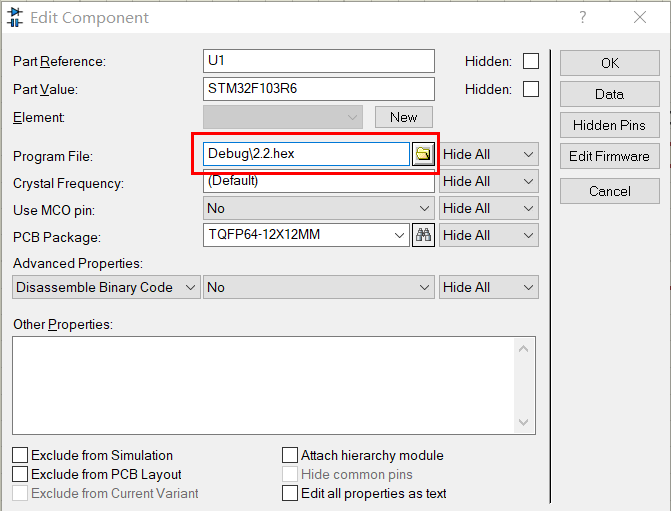 Edit Component
?
Part Reference: U1 Hidden: OK
Part Value: STM32F103R6 Hidden: Data
Element: New Hidden Pins
Program File: Debug\2.2.hex Hide All Edit Firmware
Crystal Frequency: (Default) Hide All Cancel
Use MCO pin: No Hide All
PCB Package: TQFP64-12X12MM Hide All
Advanced Properties:
Disassemble Binary Code No Hide All
Other Properties:
Exclude from Simulation Attach hierarchy module
Exclude from PCB Layout Hide common pins
Exclude from Current Variant Edit all properties as text